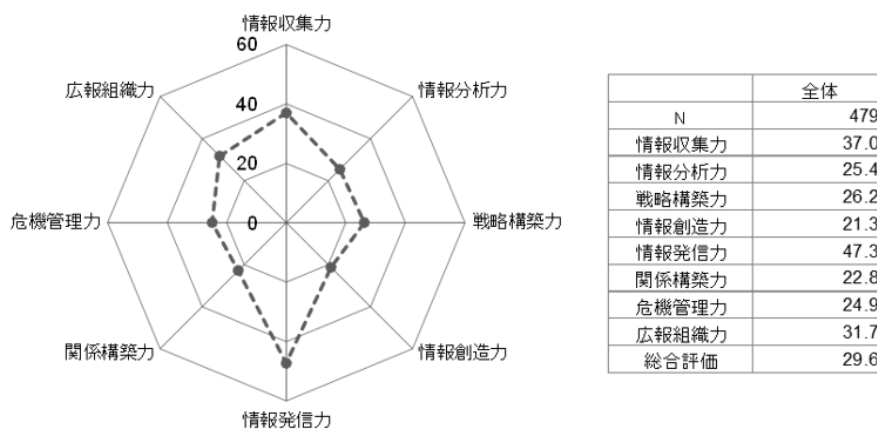 情報収集力
60
広報組織力
情報分析力
40
20
危機管理力
0
戦略構築力
関係構築力
情報創造力
情報発信力
全体
N 479
情報収集力 37.0
情報分析力 25.4
戦略構築力 26.2
情報創造力 21.3
情報発信力 47.3
関係構築力 22.8
危機管理力 24.9
広報組織力 31.7
総合評価 29.6